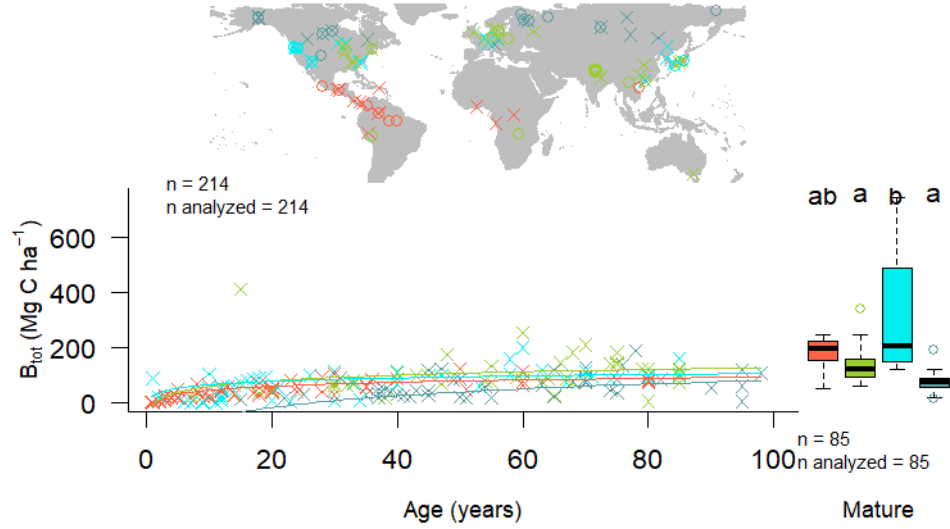 n = 214
n analyzed = 214
B_tot (Mg C ha⁻¹)
600
400
200
0
ab a b a
0 20 40 60 80 100
n = 85
n analyzed = 85
Age (years)
Mature